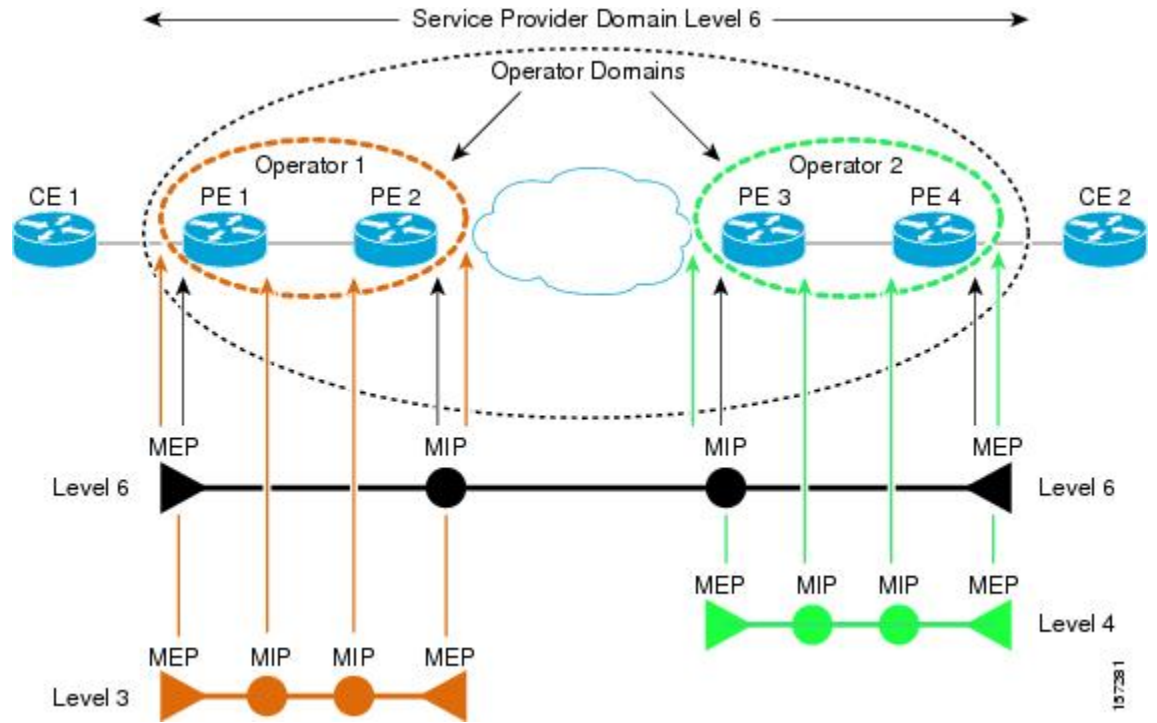 Service Provider Domain Level 6
Operator Domains
Operator 1
Operator 2
CE 1
PE 1
PE 2
PE 3
PE 4
CE 2
MEP
MIP
MIP
MEP
Level 6
Level 6
MEP
MIP
MIP
MEP
Level 4
MEP
MIP
MIP
MEP
Level 3
157281